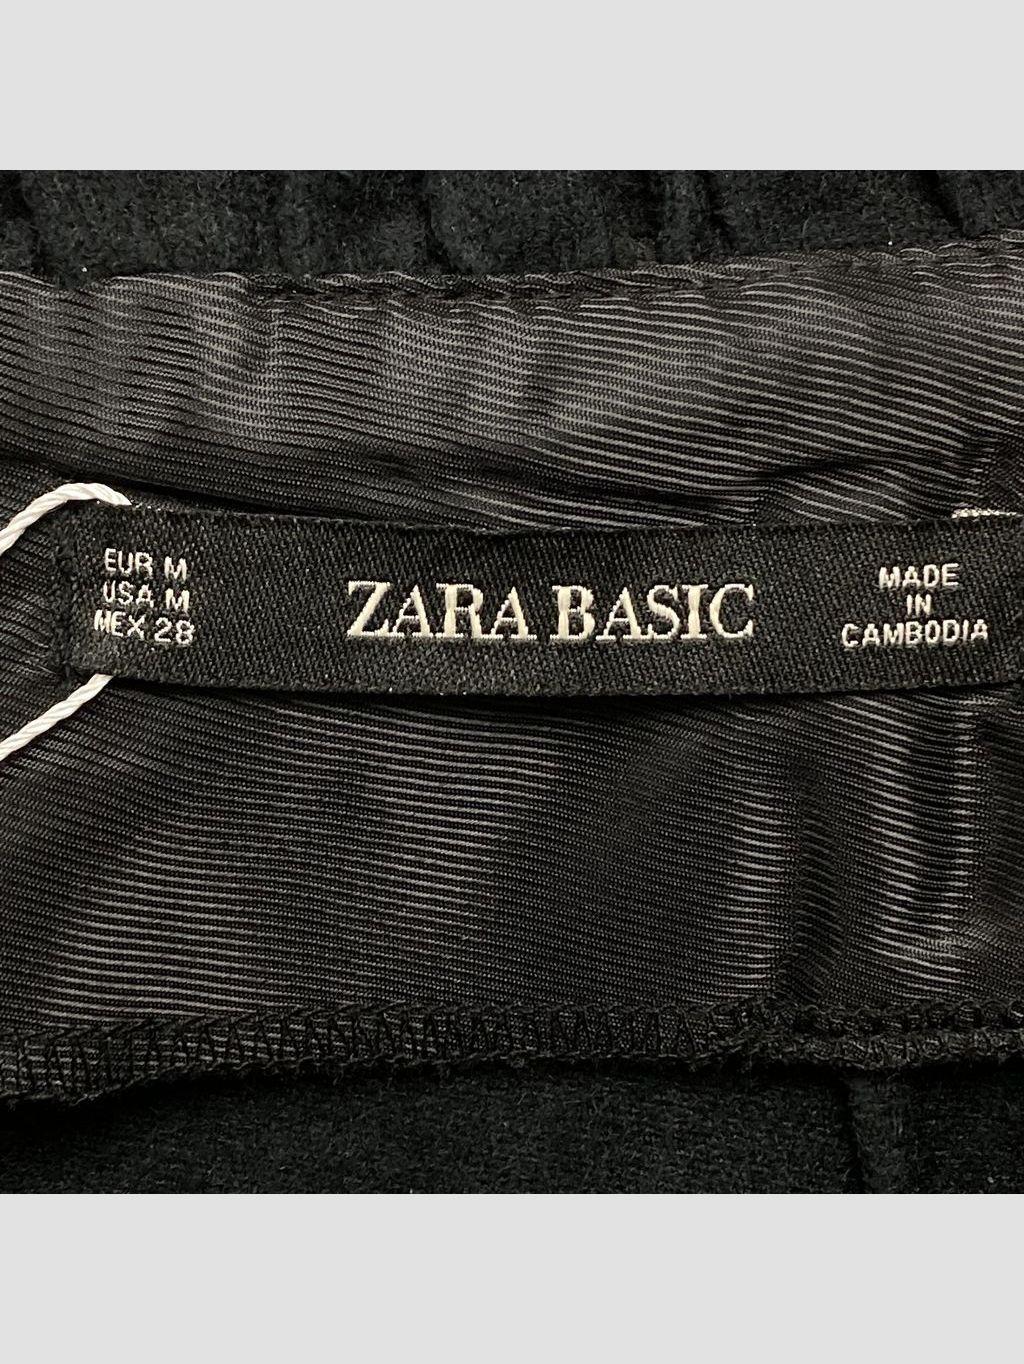 EUR M
USA M
MEX 28
ZARA BASIC
MADE
IN
CAMBODIA